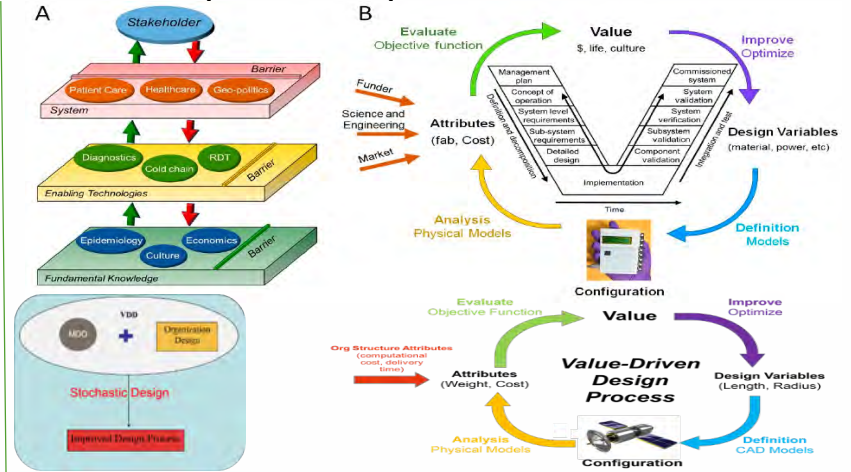 A
Stakeholder
Barrier
Patient Care
Healthcare
Geo-politics
System
Diagnostics
Cold chain
RDT
Barrier
Enabling Technologies
Epidemiology
Culture
Economics
Barrier
Fundamental Knowledge
MDO
VDD
Organization
Design
Stochastic Design
Improved Design Process
B
Evaluate
Objective function
Value
$, life, culture
Improve
Optimize
Funder
Science and
Engineering
Market
Attributes
(fab, Cost)
Management
plan
Concept of
operation
System level
requirements
Sub-system
requirements
Detailed
design
Definition and decomposition
Implementation
Commissioned
system
System
validation
System
verification
Subsystem
validation
Component
validation
Integration and test
Time
Design Variables
(material, power, etc)
Analysis
Physical Models
Definition
Models
Configuration
Evaluate
Objective Function
Value
Improve
Optimize
Org Structure Attributes
(computational
cost, delivery
time)
Attributes
(Weight, Cost)
Value-Driven
Design
Process
Design Variables
(Length, Radius)
Analysis
Physical Models
Definition
CAD Models
Configuration